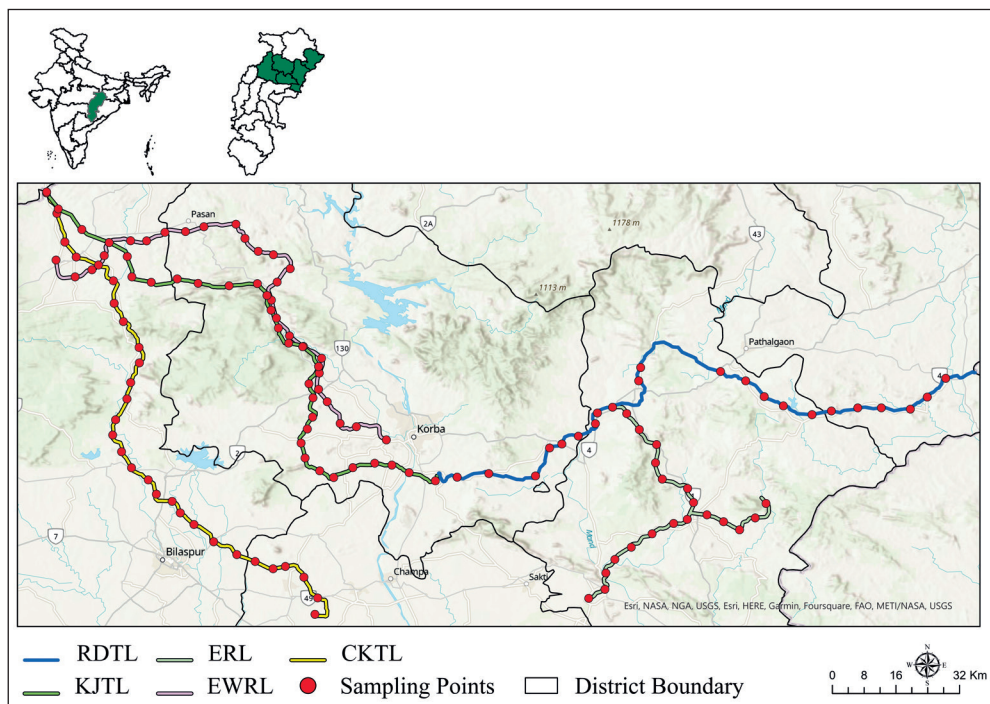 Pasan
2A
1178 m
43
1113 m
130
Pathalgaon
4
Korba
2
4
7
Bilaspur
Mand
Champa
Sakti
49
Esri, NASA, NGA, USGS, Esri, HERE, Garmin, Foursquare, FAO, METI/NASA, USGS
RDTL ERL CKTL
KJTL EWRL Sampling Points District Boundary
N
W E
S
0 8 16 24 32 Km